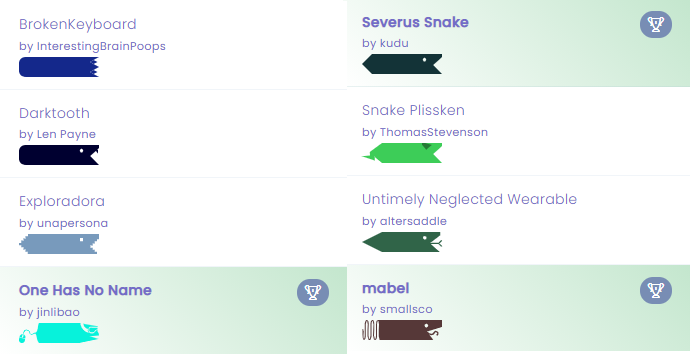 BrokenKeyboard
by InterestingBrainPoops
Darktooth
by Len Payne
Exploradora
by unapersona
One Has No Name
by jinlibao
Severus Snake
by kudu
Snake Plissken
by ThomasStevenson
Untimely Neglected Wearable
by altersaddle
mabel
by smallsco